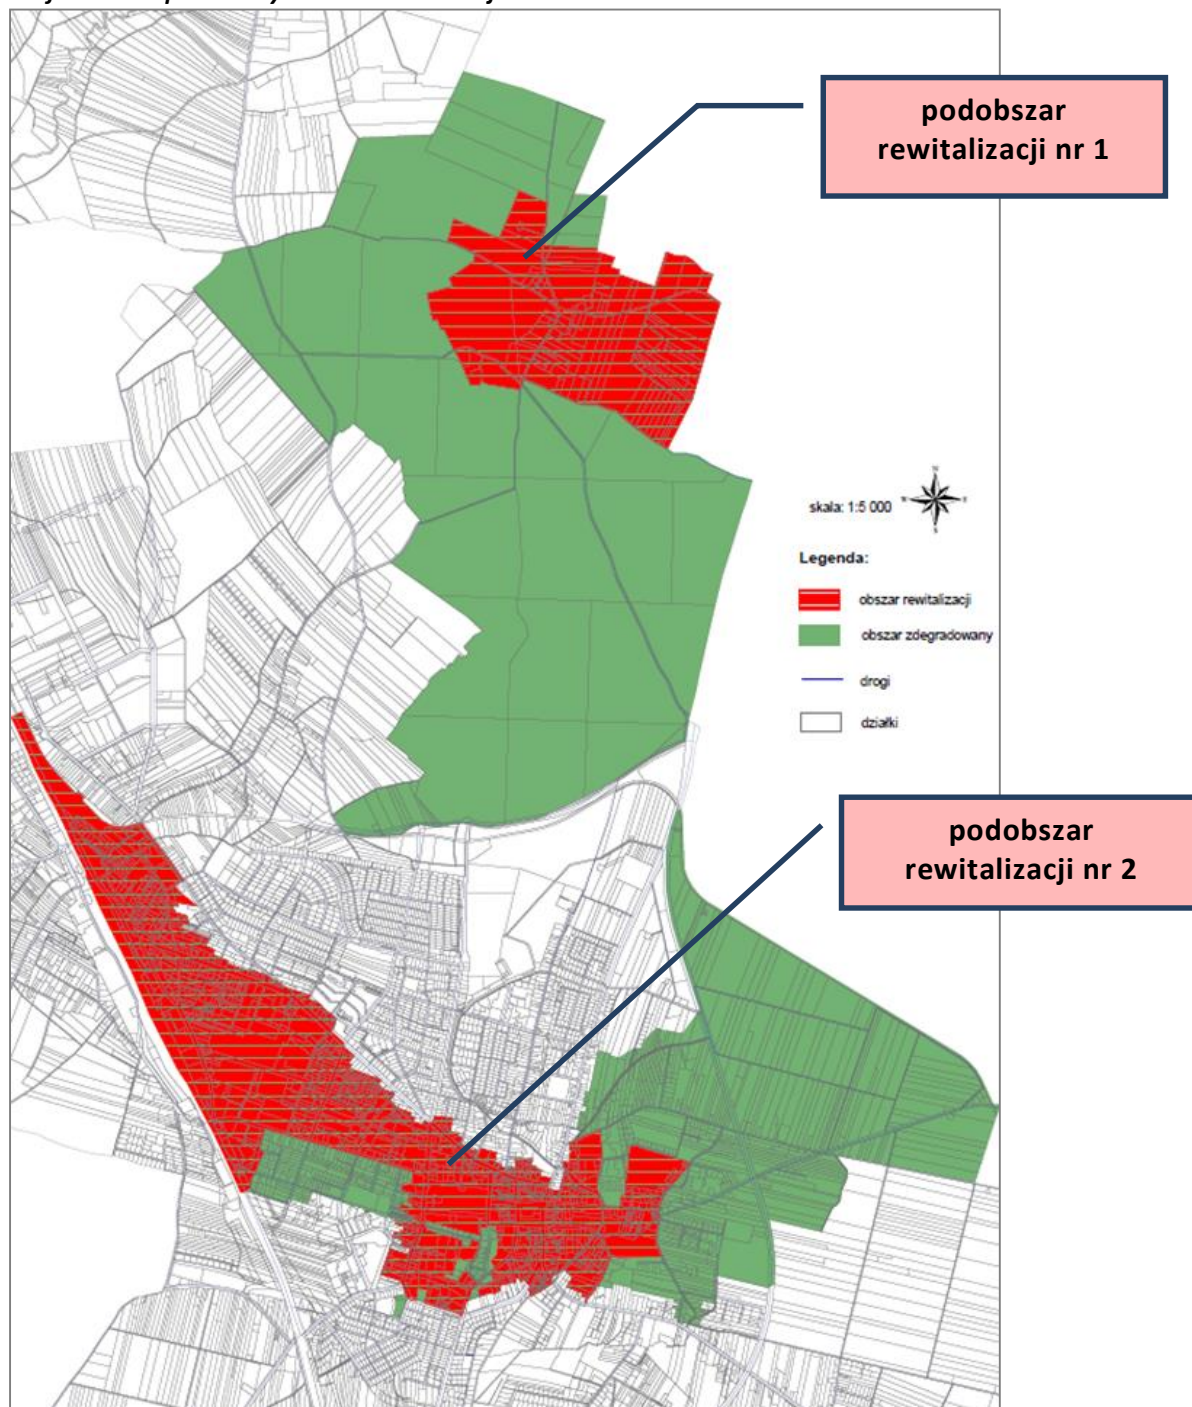 podobszar
rewitalizacji nr 1
N
W
E
S
skala: 1:5 000
Legenda:
obszar rewitalizacji
obszar zdegradowany
drogi
działki
podobszar
rewitalizacji nr 2